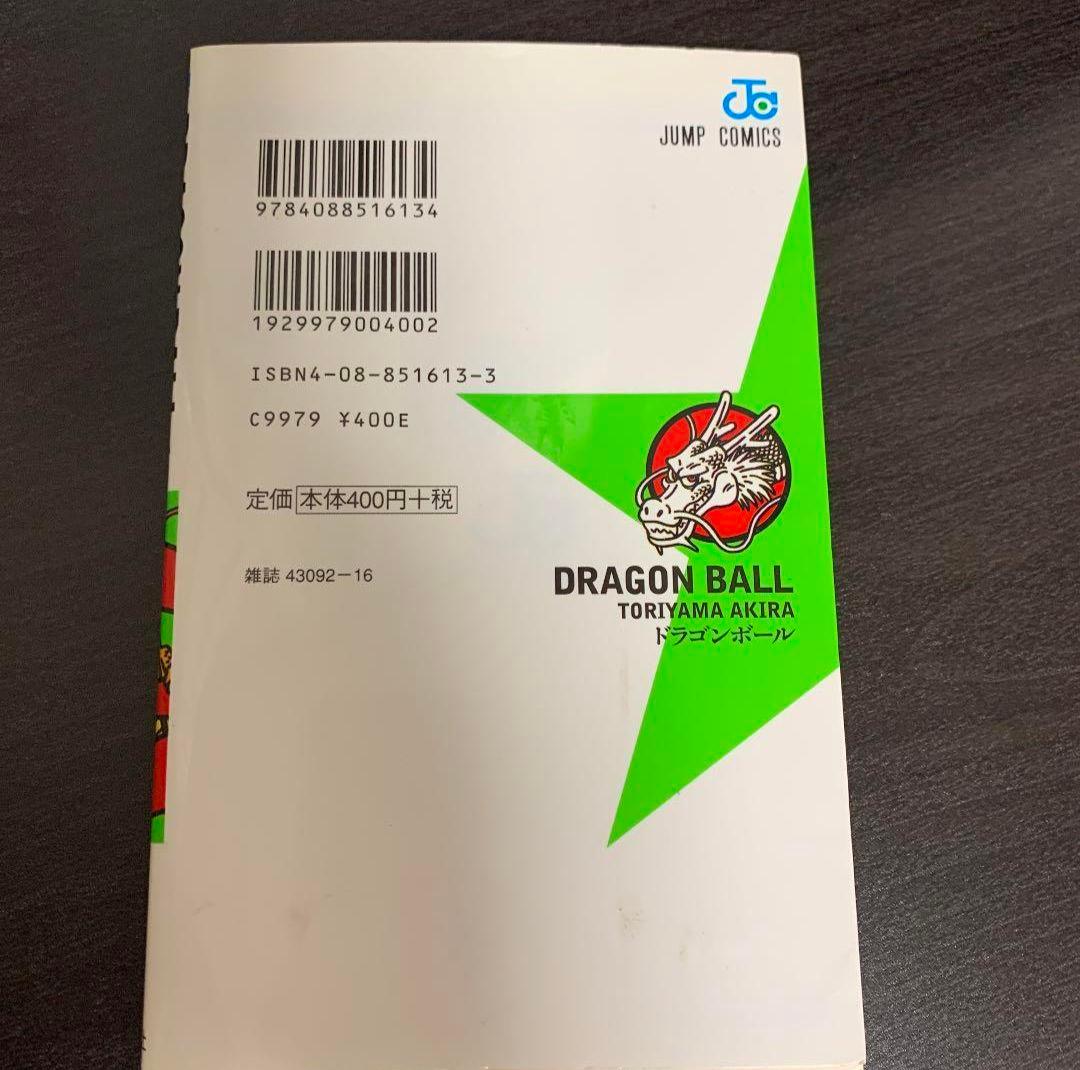 JUMP COMICS
9784088516134
1929979004002
ISBN4-08-851613-3
C9979 ¥400E
定価 本体400円+税
雑誌 43092-16
DRAGON BALL
TORIYAMA AKIRA
ドラゴンボール